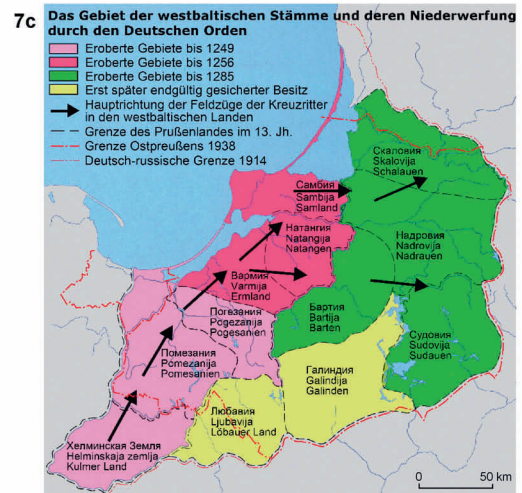 7c
Das Gebiet der westbaltischen Stämme und deren Niederwerfung
durch den Deutschen Orden
Eroberte Gebiete bis 1249
Eroberte Gebiete bis 1256
Eroberte Gebiete bis 1285
Erst später endgültig gesicherter Besitz
Hauptrichtung der Feldzüge der Kreuzritter
in den westbaltischen Landen
Grenze des Prußenlandes im 13. Jh.
Grenze Ostpreußens 1938
Deutsch-russische Grenze 1914
Скаловия
Skalovija
Schalauen
Самбия
Sambija
Samland
Натангия
Natangija
Natangen
Надровия
Nadrovija
Nadrauen
Вармия
Varmija
Ermland
Погезания
Pogezanija
Pogesanien
Бартия
Bartija
Barten
Судовия
Sudovija
Sudauen
Помезания
Pomezanija
Pomesanien
Галиндия
Galindija
Galinden
Любавия
Ljubavija
Löbauer Land
Хелминская Земля
Helminskaja zemlja
Kulmer Land
0 50 km